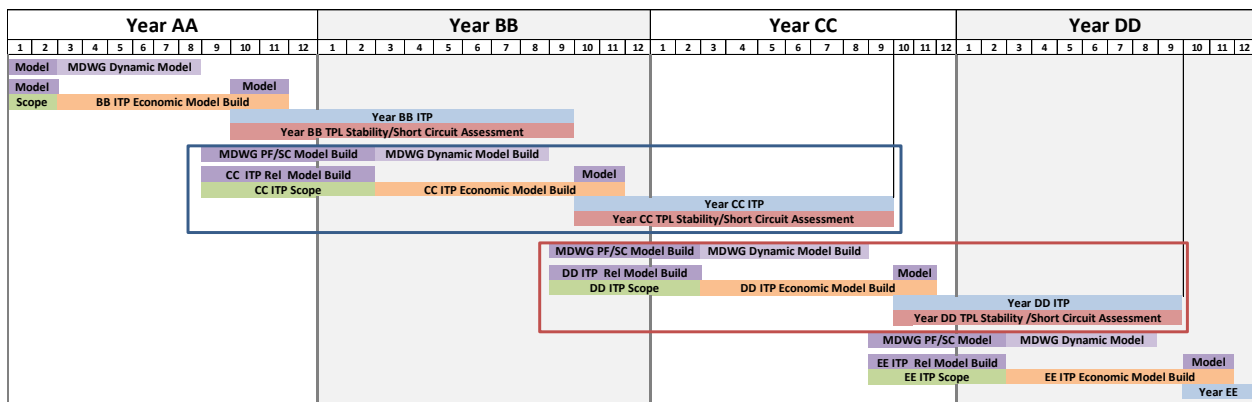 Year AA Year BB Year CC Year DD
1 2 3 4 5 6 7 8 9 10 11 12 1 2 3 4 5 6 7 8 9 10 11 12 1 2 3 4 5 6 7 8 9 10 11 12 1 2 3 4 5 6 7 8 9 10 11 12
Model MDWG Dynamic Model
Model Model
Scope BB ITP Economic Model Build
Year BB ITP
Year BB TPL Stability/Short Circuit Assessment
MDWG PF/SC Model Build MDWG Dynamic Model Build
CC ITP Rel Model Build Model
CC ITP Scope CC ITP Economic Model Build
Year CC ITP
Year CC TPL Stability/Short Circuit Assessment
MDWG PF/SC Model Build MDWG Dynamic Model Build
DD ITP Rel Model Build Model
DD ITP Scope DD ITP Economic Model Build
Year DD ITP
Year DD TPL Stability /Short Circuit Assessment
MDWG PF/SC Model MDWG Dynamic Model
EE ITP Rel Model Build Model
EE ITP Scope EE ITP Economic Model Build
Year EE